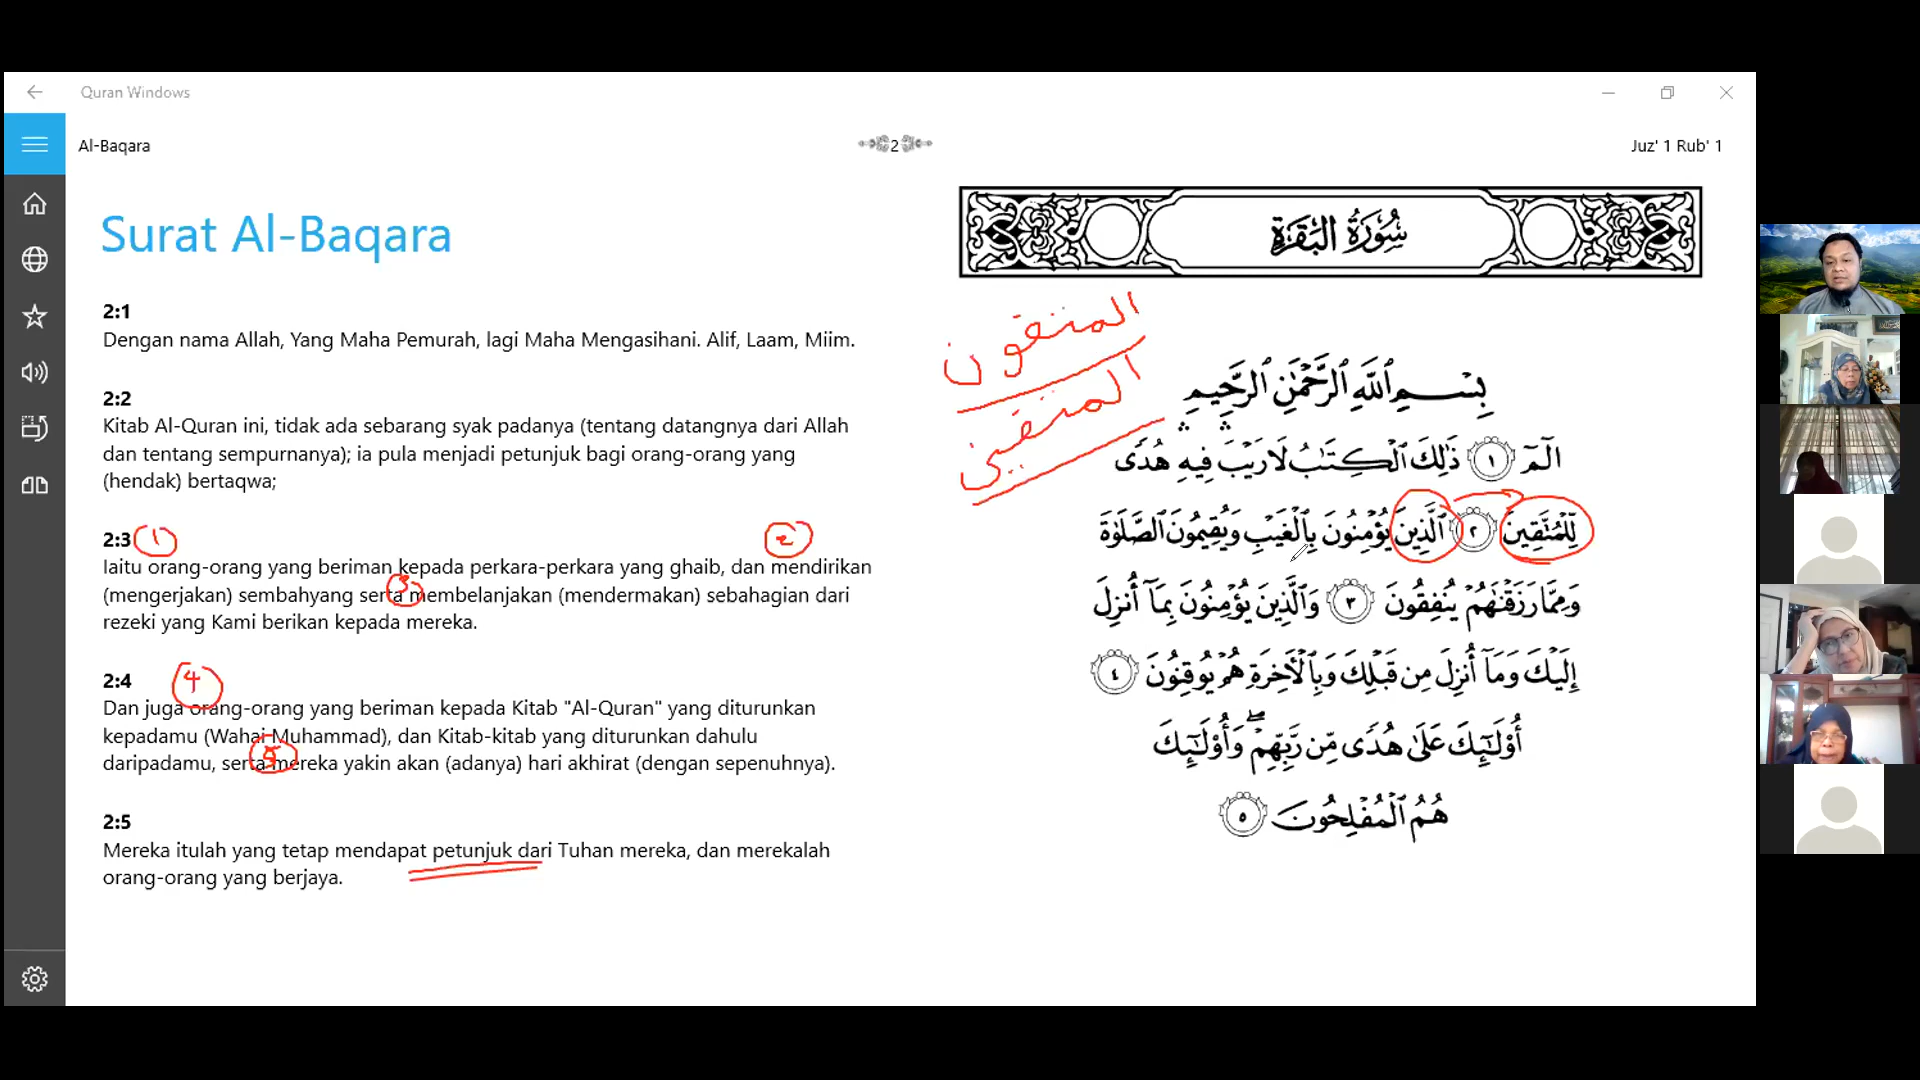 Quran Windows
Al-Baqara
2
Juz' 1 Rub' 1
Surat Al-Baqara
2:1
Dengan nama Allah, Yang Maha Pemurah, lagi Maha Mengasihani. Alif, Laam, Miim.
2:2
Kitab Al-Quran ini, tidak ada sebarang syak padanya (tentang datangnya dari Allah
dan tentang sempurnanya); ia pula menjadi petunjuk bagi orang-orang yang
(hendak) bertaqwa;
2:3 1 2
Iaitu orang-orang yang beriman kepada perkara-perkara yang ghaib, dan mendirikan
3
(mengerjakan) sembahyang serta membelanjakan (mendermakan) sebahagian dari
rezeki yang Kami berikan kepada mereka.
2:4 4
Dan juga orang-orang yang beriman kepada Kitab "Al-Quran" yang diturunkan
kepadamu (Wahai Muhammad), dan Kitab-kitab yang diturunkan dahulu
5
daripadamu, serta mereka yakin akan (adanya) hari akhirat (dengan sepenuhnya).
2:5
Mereka itulah yang tetap mendapat petunjuk dari Tuhan mereka, dan merekalah
orang-orang yang berjaya.
سُورَةُ البَقَرَةِ
المتقون
المتقين
بِسْمِ ٱللَّهِ ٱلرَّحْمَٰنِ ٱلرَّحِيمِ
الٓمٓ ١ ذَٰلِكَ ٱلْكِتَٰبُ لَا رَيْبَ ۛ فِيهِ ۛ هُدًى
لِّلْمُتَّقِينَ ٢ ٱلَّذِينَ يُؤْمِنُونَ بِٱلْغَيْبِ وَيُقِيمُونَ ٱلصَّلَوٰةَ
وَمِمَّا رَزَقْنَٰهُمْ يُنفِقُونَ ٣ وَٱلَّذِينَ يُؤْمِنُونَ بِمَآ أُنزِلَ
إِلَيْكَ وَمَآ أُنزِلَ مِن قَبْلِكَ وَبِٱلْأَخِرَةِ هُمْ يُوقِنُونَ ٤
أُو۟لَٰٓئِكَ عَلَىٰ هُدًى مِّن رَّبِّهِمْ ۖ وَأُو۟لَٰٓئِكَ
هُمُ ٱلْمُفْلِحُونَ ٥